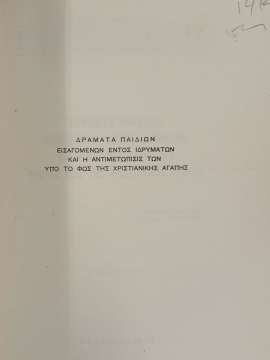 ΔΡΑΜΑΤΑ ΠΑΙΔΙΩΝ
ΕΙΣΑΓΟΜΕΝΩΝ ΕΝΤΟΣ ΙΔΡΥΜΑΤΩΝ
ΚΑΙ Η ΑΝΤΙΜΕΤΩΠΙΣΙΣ ΤΩΝ
ΥΠΟ ΤΟ ΦΩΣ ΤΗΣ ΧΡΙΣΤΙΑΝΙΚΗΣ ΑΓΑΠΗΣ